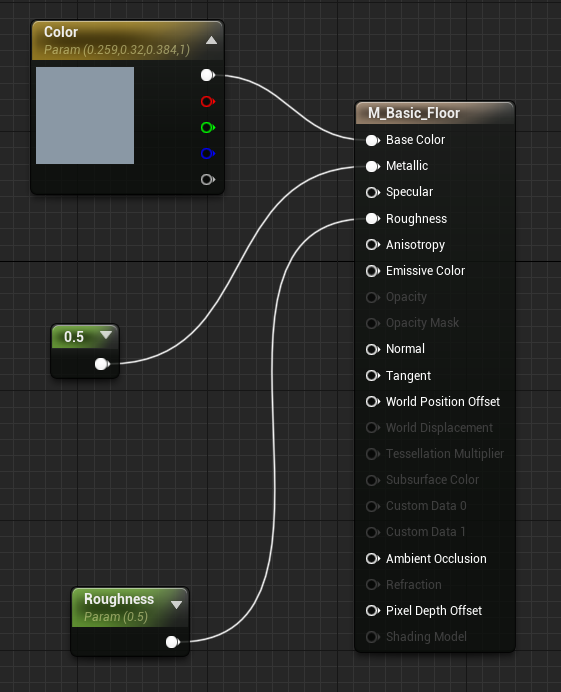 Color
Param (0.259,0.32,0.384,1)
M_Basic_Floor
Base Color
Metallic
Specular
Roughness
Anisotropy
Emissive Color
Opacity
Opacity Mask
Normal
Tangent
World Position Offset
World Displacement
Tessellation Multiplier
Subsurface Color
Custom Data 0
Custom Data 1
Ambient Occlusion
Refraction
Pixel Depth Offset
Shading Model
0.5
Roughness
Param (0.5)